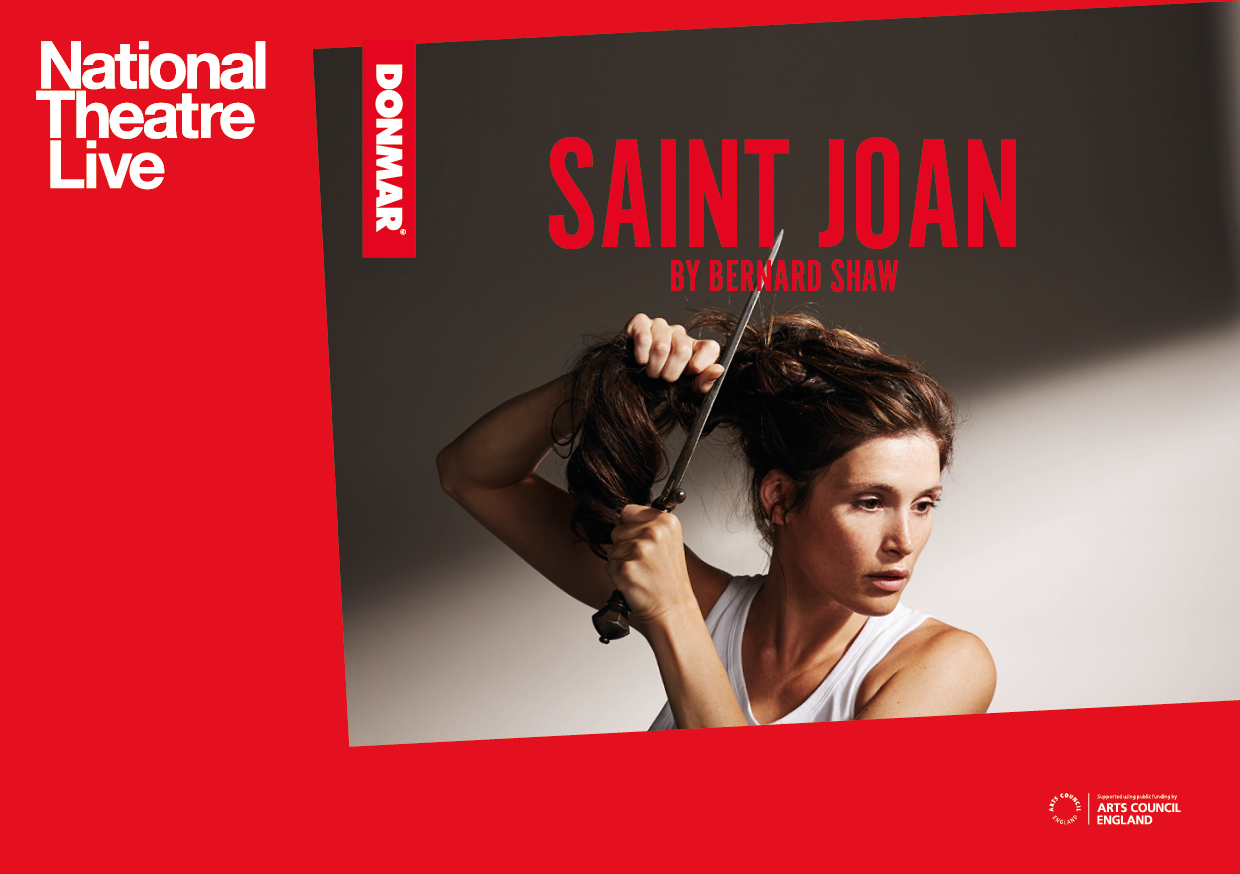 National
Theatre
Live
DONMAR®
SAINT JOAN
BY BERNARD SHAW
ARTS COUNCIL
ENGLAND
Supported using public funding by
ARTS COUNCIL
ENGLAND